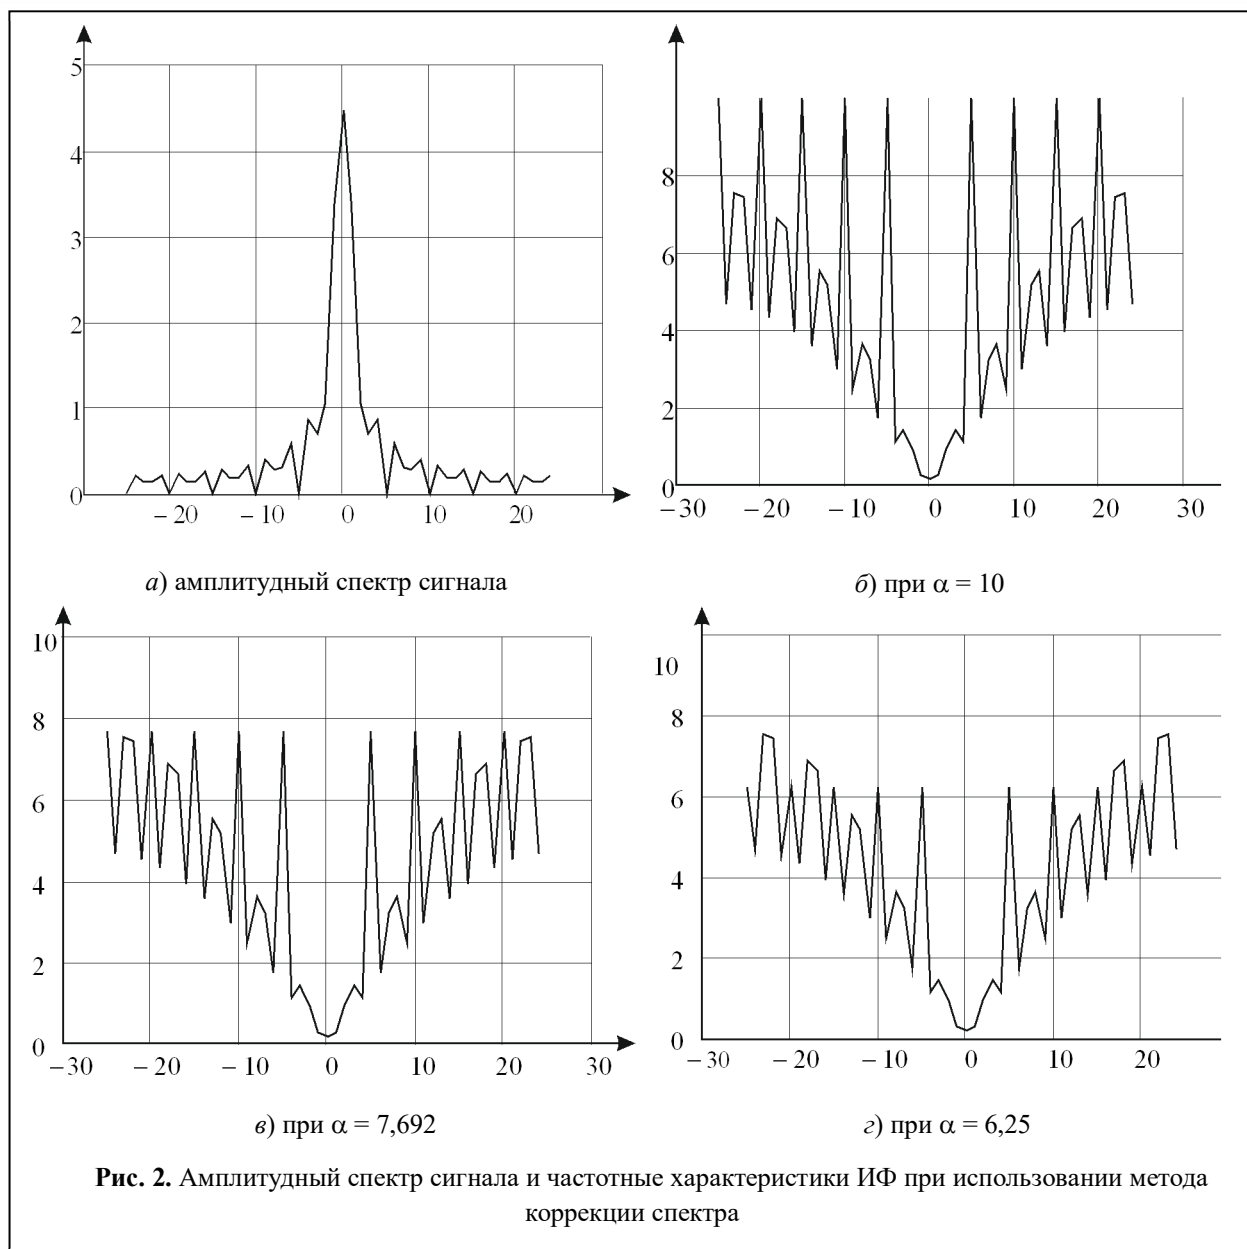 5
4
3
2
1
0
−20 −10 0 10 20
а) амплитудный спектр сигнала
8
6
4
2
0
−30 −20 −10 0 10 20 30
б) при α = 10
10
8
6
4
2
0
−30 −20 −10 0 10 20 30
в) при α = 7,692
10
8
6
4
2
0
−30 −20 −10 0 10 20
г) при α = 6,25
Рис. 2. Амплитудный спектр сигнала и частотные характеристики ИФ при использовании метода
коррекции спектра